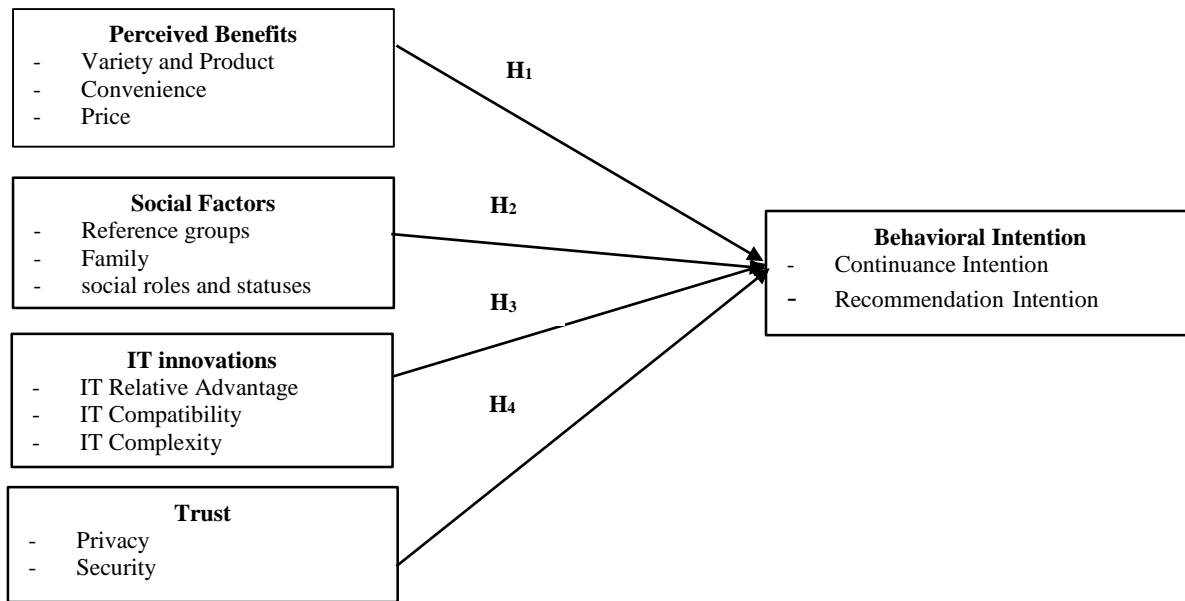 Perceived Benefits
- Variety and Product
- Convenience
- Price
H1
Social Factors
- Reference groups
- Family
- social roles and statuses
H2
IT innovations
- IT Relative Advantage
- IT Compatibility
- IT Complexity
H3
Trust
- Privacy
- Security
H4
Behavioral Intention
- Continuance Intention
- Recommendation Intention